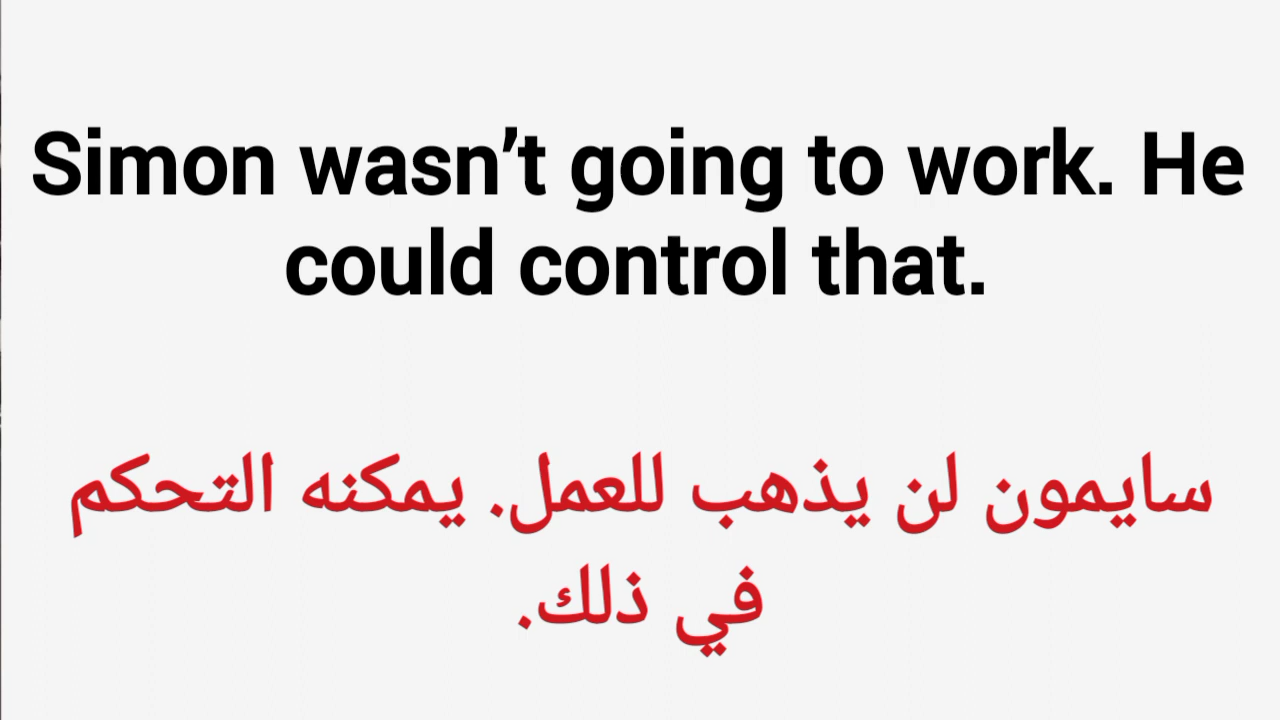 Simon wasn’t going to work. He
could control that.
سايمون لن يذهب للعمل. يمكنه التحكم
في ذلك.